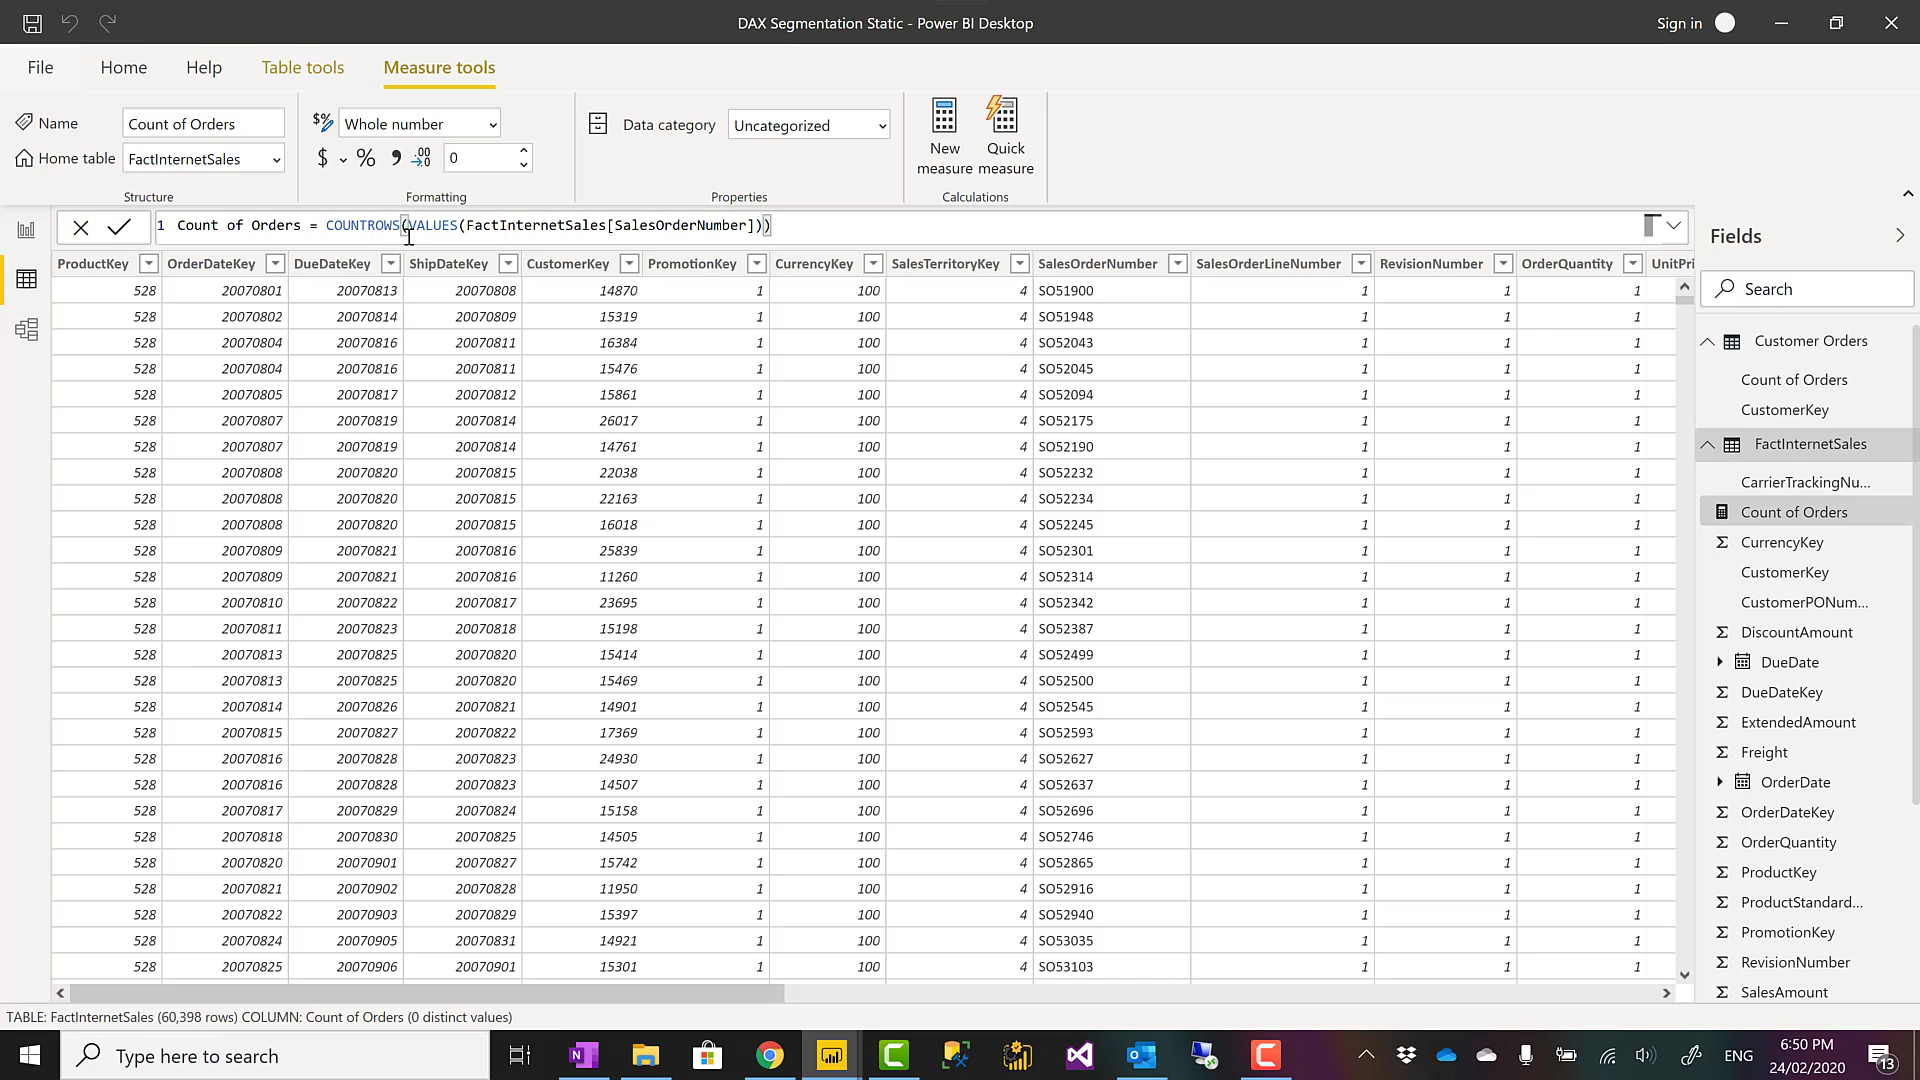 DAX Segmentation Static - Power BI Desktop
Sign in
File Home Help Table tools Measure tools
Name Count of Orders
Home table FactInternetSales
Structure
$% Whole number
$ % , .00 →0 0
Formatting
Data category Uncategorized
Properties
New measure
Quick measure
Calculations
1 Count of Orders = COUNTROWS(VALUES(FactInternetSales[SalesOrderNumber]))
ProductKey OrderDateKey DueDateKey ShipDateKey CustomerKey PromotionKey CurrencyKey SalesTerritoryKey SalesOrderNumber SalesOrderLineNumber RevisionNumber OrderQuantity UnitPri
528 20070801 20070813 20070808 14870 1 100 4 SO51900 1 1 1
528 20070802 20070814 20070809 15319 1 100 4 SO51948 1 1 1
528 20070804 20070816 20070811 16384 1 100 4 SO52043 1 1 1
528 20070804 20070816 20070811 15476 1 100 4 SO52045 1 1 1
528 20070805 20070817 20070812 15861 1 100 4 SO52094 1 1 1
528 20070807 20070819 20070814 26017 1 100 4 SO52175 1 1 1
528 20070807 20070819 20070814 14761 1 100 4 SO52190 1 1 1
528 20070808 20070820 20070815 22038 1 100 4 SO52232 1 1 1
528 20070808 20070820 20070815 22163 1 100 4 SO52234 1 1 1
528 20070808 20070820 20070815 16018 1 100 4 SO52245 1 1 1
528 20070809 20070821 20070816 25839 1 100 4 SO52301 1 1 1
528 20070809 20070821 20070816 11260 1 100 4 SO52314 1 1 1
528 20070810 20070822 20070817 23695 1 100 4 SO52342 1 1 1
528 20070811 20070823 20070818 15198 1 100 4 SO52387 1 1 1
528 20070813 20070825 20070820 15414 1 100 4 SO52499 1 1 1
528 20070813 20070825 20070820 15469 1 100 4 SO52500 1 1 1
528 20070814 20070826 20070821 14901 1 100 4 SO52545 1 1 1
528 20070815 20070827 20070822 17369 1 100 4 SO52593 1 1 1
528 20070816 20070828 20070823 24930 1 100 4 SO52627 1 1 1
528 20070816 20070828 20070823 14507 1 100 4 SO52637 1 1 1
528 20070817 20070829 20070824 15158 1 100 4 SO52696 1 1 1
528 20070818 20070830 20070825 14505 1 100 4 SO52746 1 1 1
528 20070820 20070901 20070827 15742 1 100 4 SO52865 1 1 1
528 20070821 20070902 20070828 11950 1 100 4 SO52916 1 1 1
528 20070822 20070903 20070829 15397 1 100 4 SO52940 1 1 1
528 20070824 20070905 20070831 14921 1 100 4 SO53035 1 1 1
528 20070825 20070906 20070901 15301 1 100 4 SO53103 1 1 1
Fields
Search
Customer Orders
Count of Orders
CustomerKey
FactInternetSales
CarrierTrackingNu...
Count of Orders
CurrencyKey
CustomerKey
CustomerPONum...
DiscountAmount
DueDate
DueDateKey
ExtendedAmount
Freight
OrderDate
OrderDateKey
OrderQuantity
ProductKey
ProductStandard...
PromotionKey
RevisionNumber
SalesAmount
TABLE: FactInternetSales (60,398 rows) COLUMN: Count of Orders (0 distinct values)
Type here to search
ENG
6:50 PM
24/02/2020
13